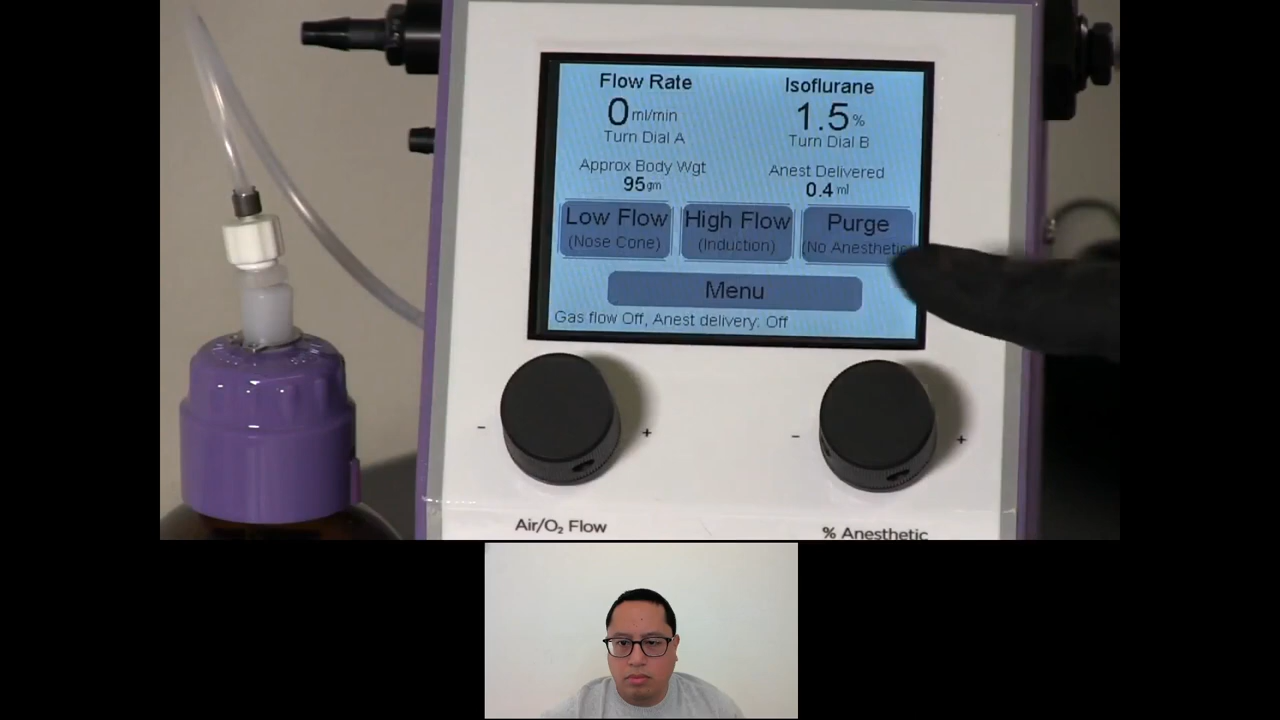 Flow Rate
0 ml/min
Turn Dial A
Isoflurane
1.5 %
Turn Dial B
Approx Body Wgt
95 gm
Anest Delivered
0.4 ml
Low Flow
(Nose Cone)
High Flow
(Induction)
Purge
(No Anesthetic
Menu
Gas flow Off, Anest delivery: Off
- +
- +
Air/O₂ Flow
% Anesthetic